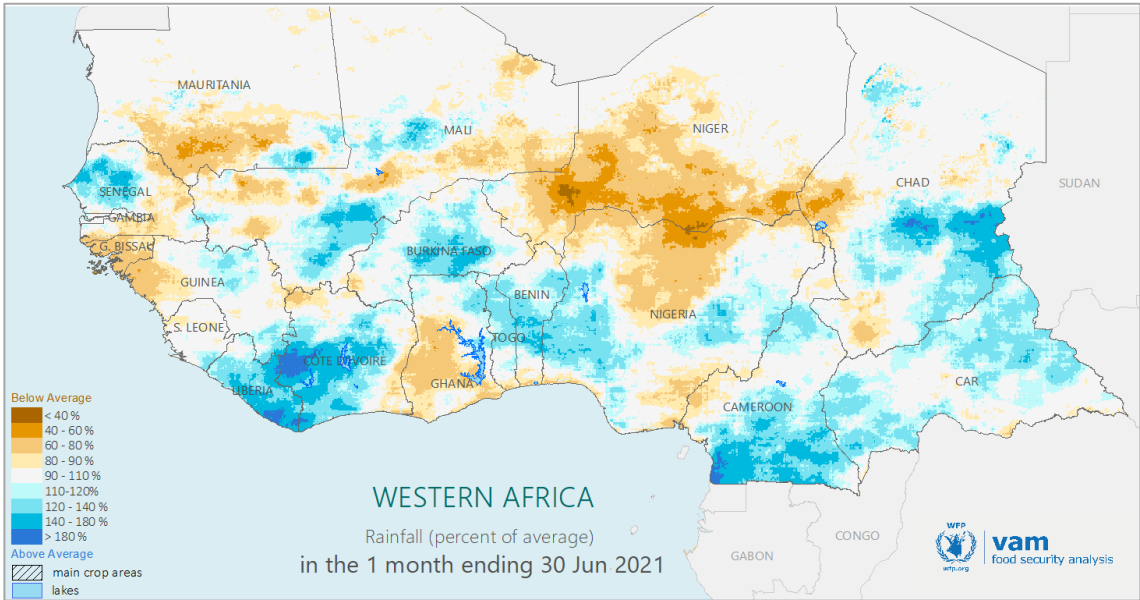 MAURITANIA
MALI
NIGER
CHAD
SUDAN
SENEGAL
GAMBIA
G. BISSAU
BURKINA FASO
GUINEA
BENIN
NIGERIA
S. LEONE
TOGO
CÔTE D'IVOIRE
LIBERIA
GHANA
CAR
CAMEROON
GABON
CONGO
Below Average
< 40 %
40 - 60 %
60 - 80 %
80 - 90 %
90 - 110 %
110-120%
120 - 140 %
140 - 180 %
> 180 %
Above Average
main crop areas
lakes
WESTERN AFRICA
Rainfall (percent of average)
in the 1 month ending 30 Jun 2021
WFP
wfp.org
vam
food security analysis